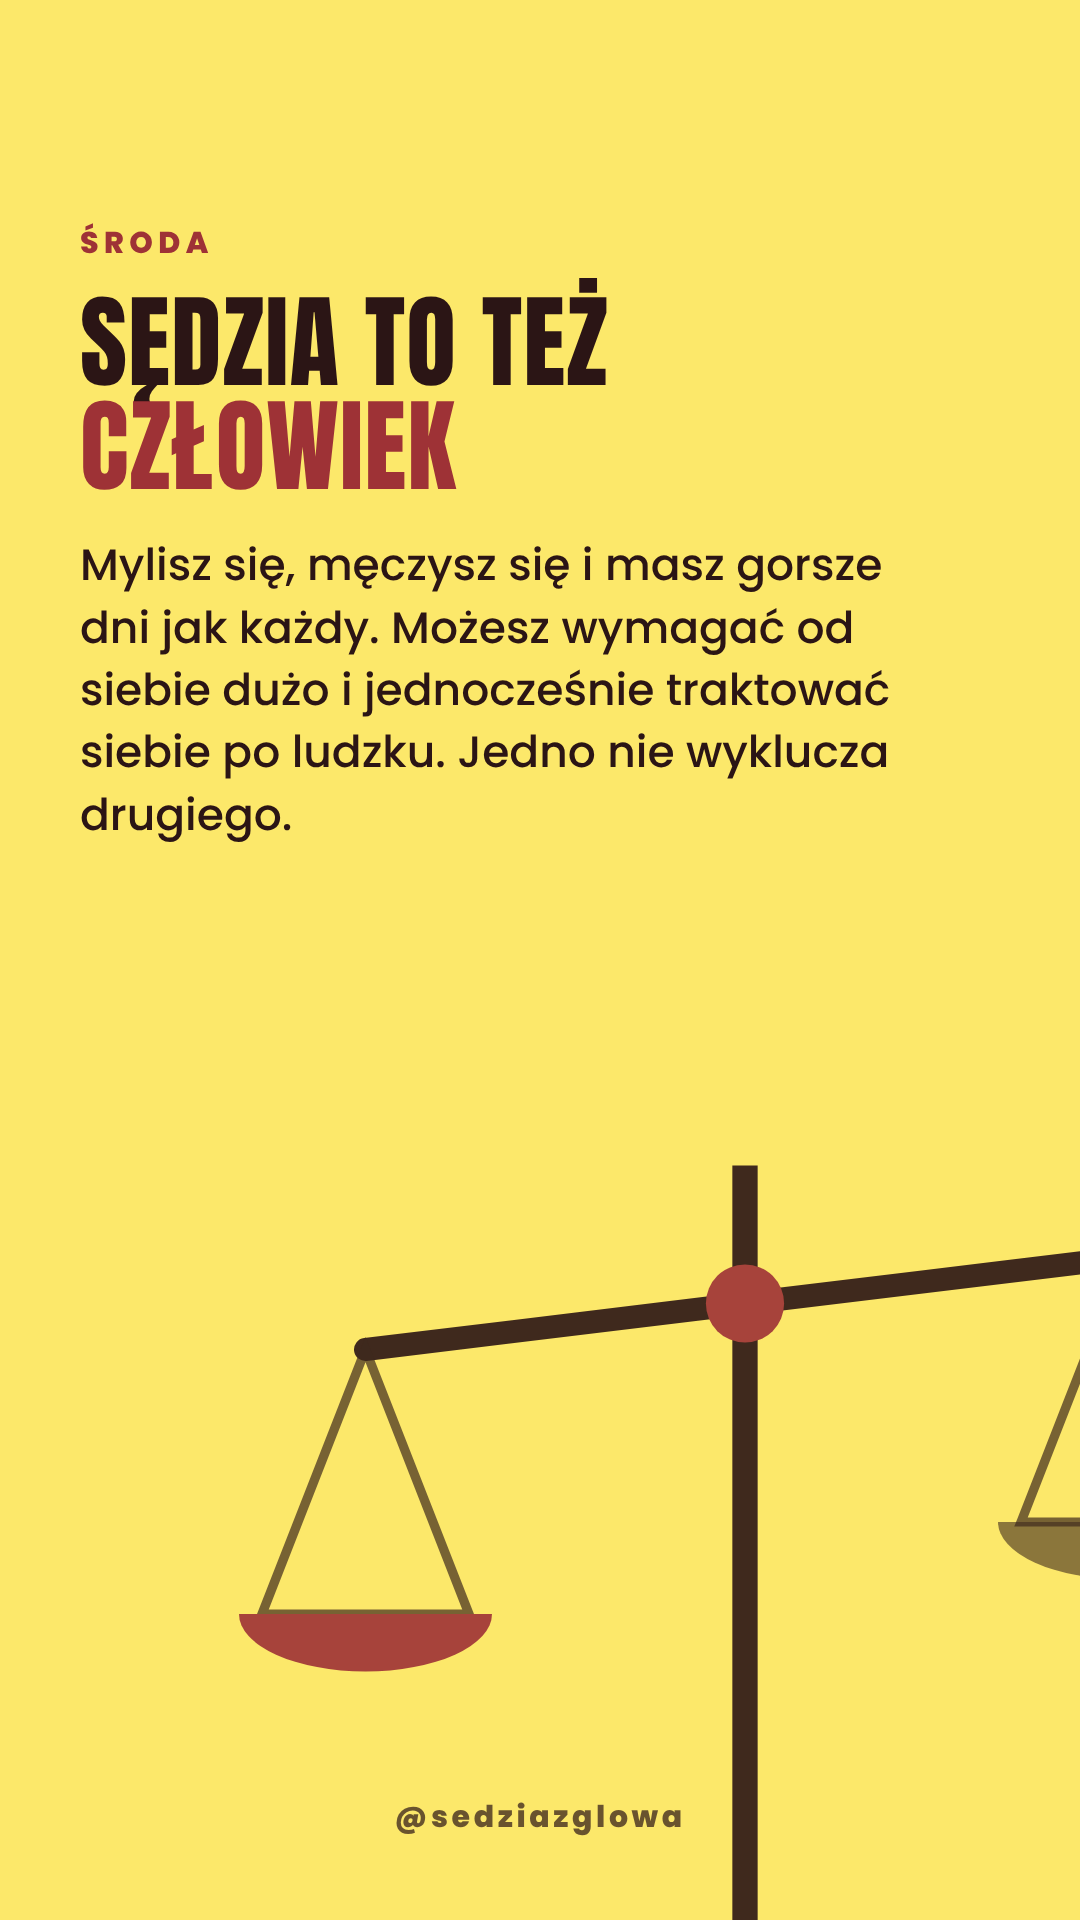 ŚRODA
SĘDZIA TO TEŻ
CZŁOWIEK
Mylisz się, męczysz się i masz gorsze
dni jak każdy. Możesz wymagać od
siebie dużo i jednocześnie traktować
siebie po ludzku. Jedno nie wyklucza
drugiego.
@sedziazglowa